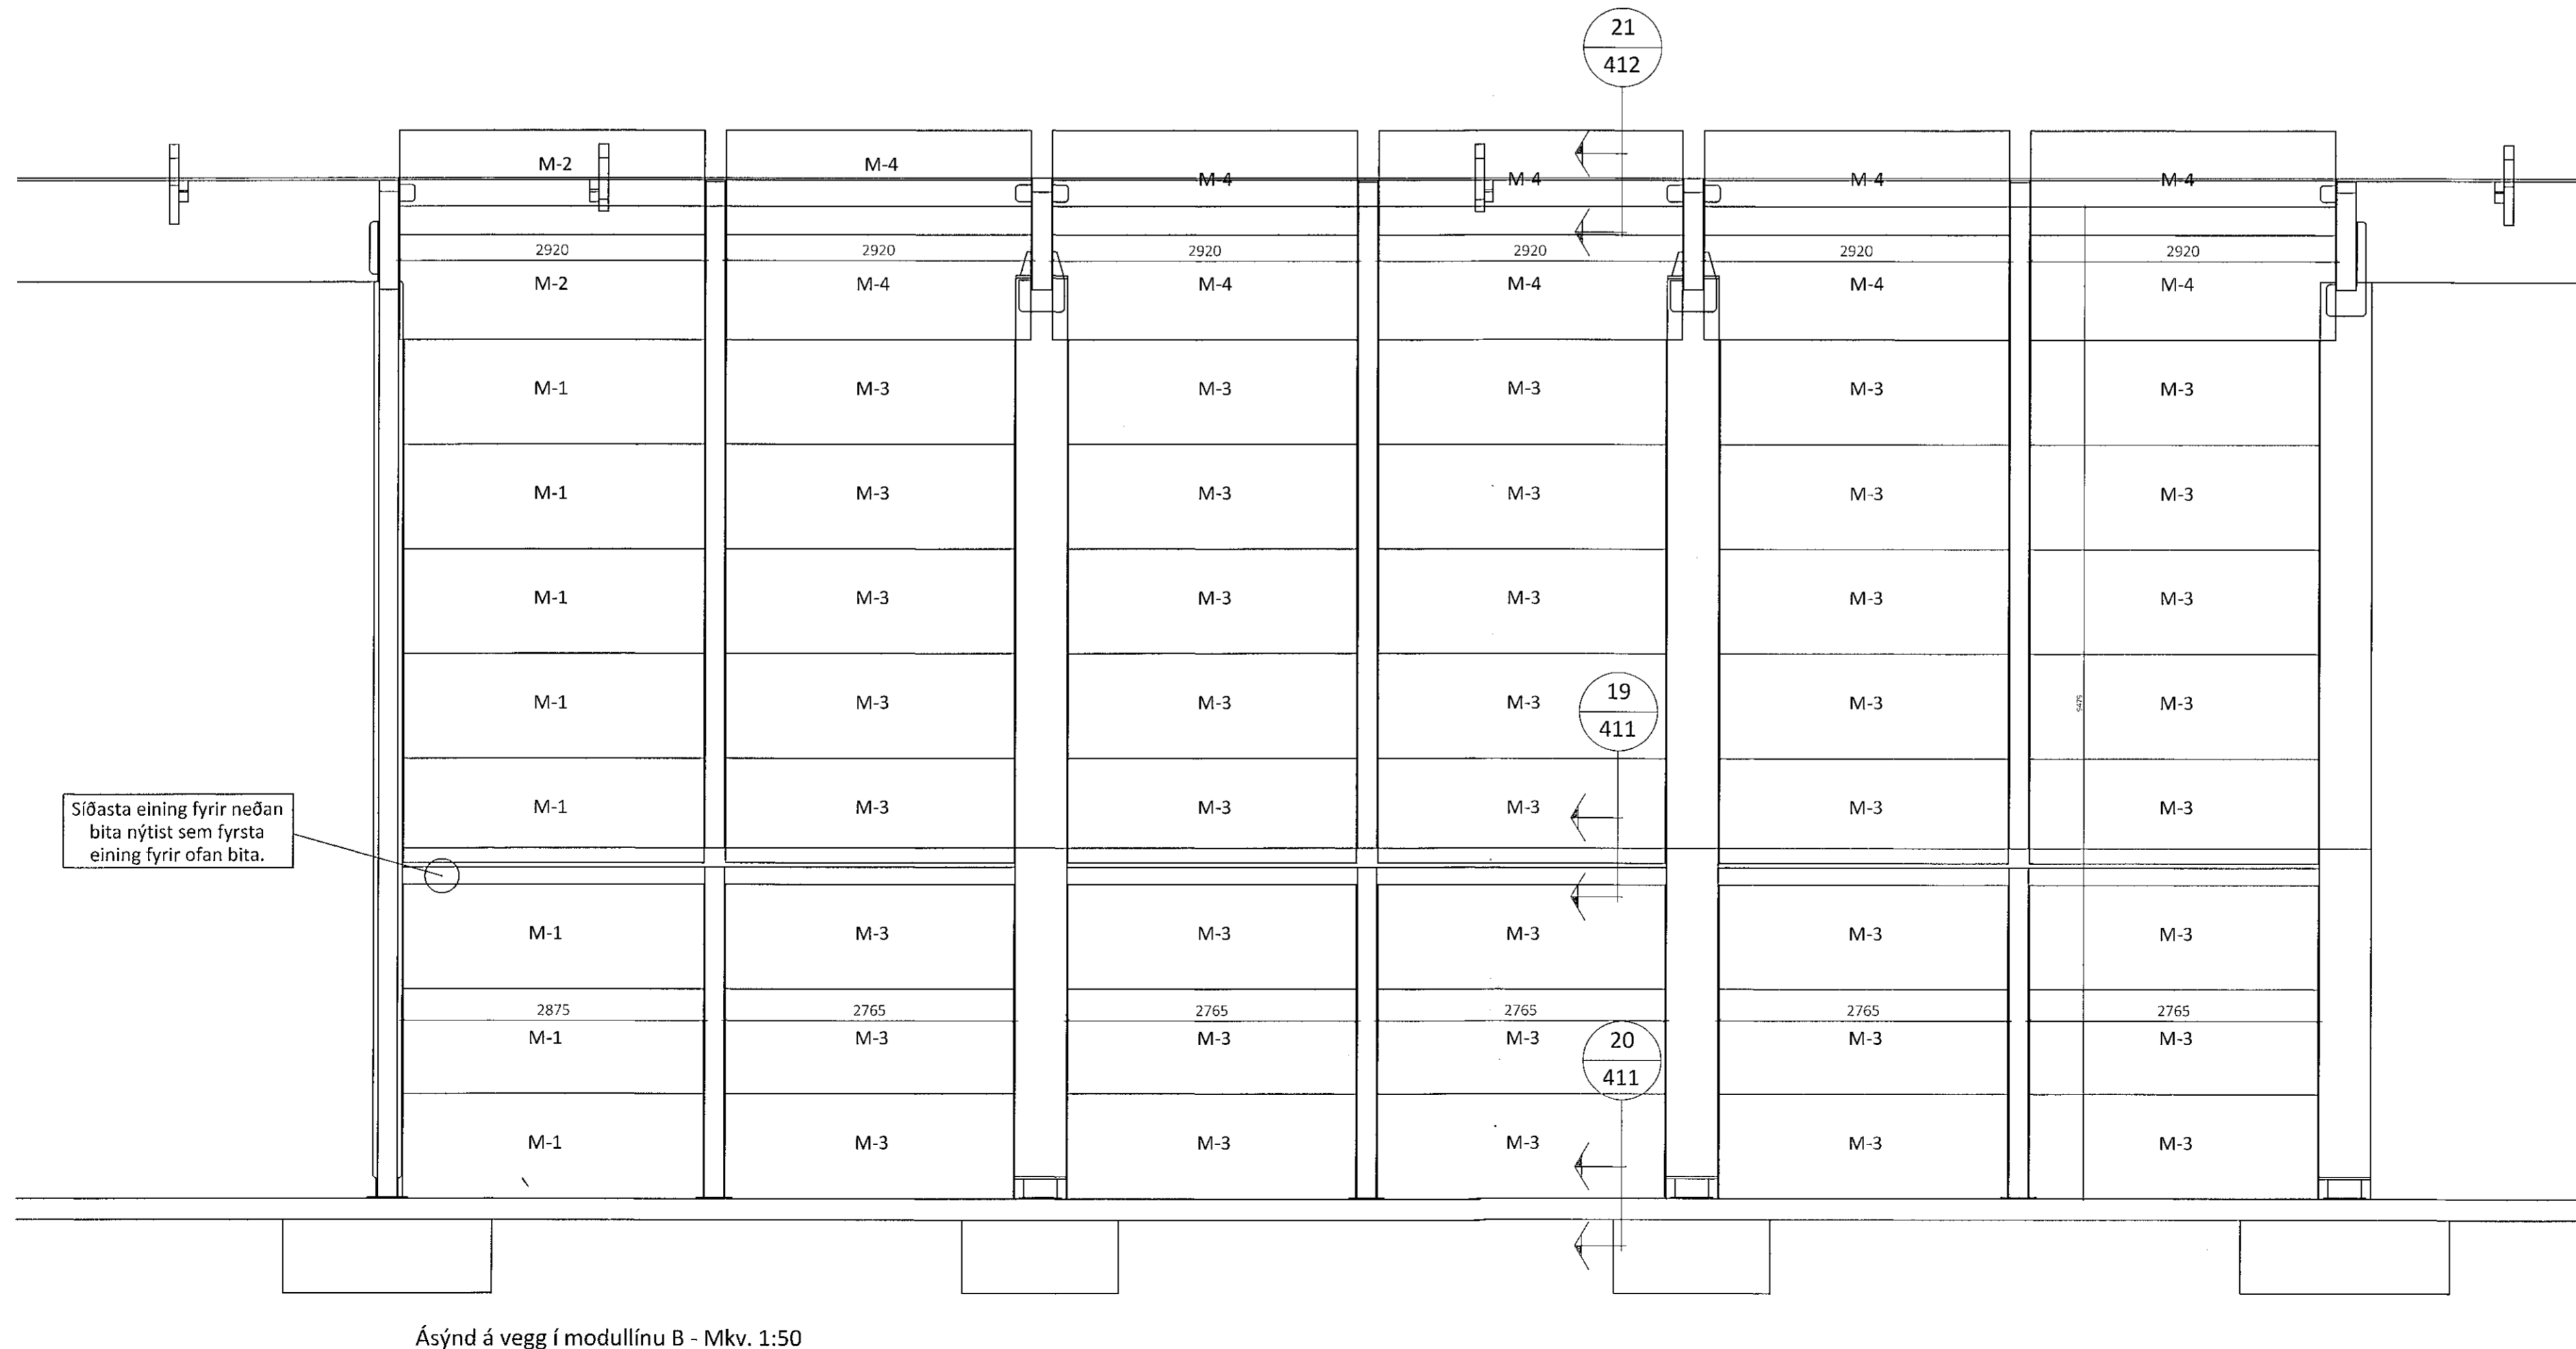 21
412
M-2 M-4 M-4 M-4 M-4 M-4
2920 2920 2920 2920 2920 2920
M-2 M-4 M-4 M-4 M-4 M-4
M-1 M-3 M-3 M-3 M-3 M-3
M-1 M-3 M-3 M-3 M-3 M-3
M-1 M-3 M-3 M-3 M-3 M-3
19
M-1 M-3 M-3 M-3 M-3 9479 M-3
411
M-1 M-3 M-3 M-3 M-3 M-3
Síðasta eining fyrir neðan
bita nýtist sem fyrsta
eining fyrir ofan bita.
M-1 M-3 M-3 M-3 M-3 M-3
2875 2765 2765 2765 2765 2765
M-1 M-3 M-3 M-3 M-3 M-3
20
411
M-1 M-3 M-3 M-3 M-3 M-3
Ásýnd á vegg í modullínu B - Mkv. 1:50